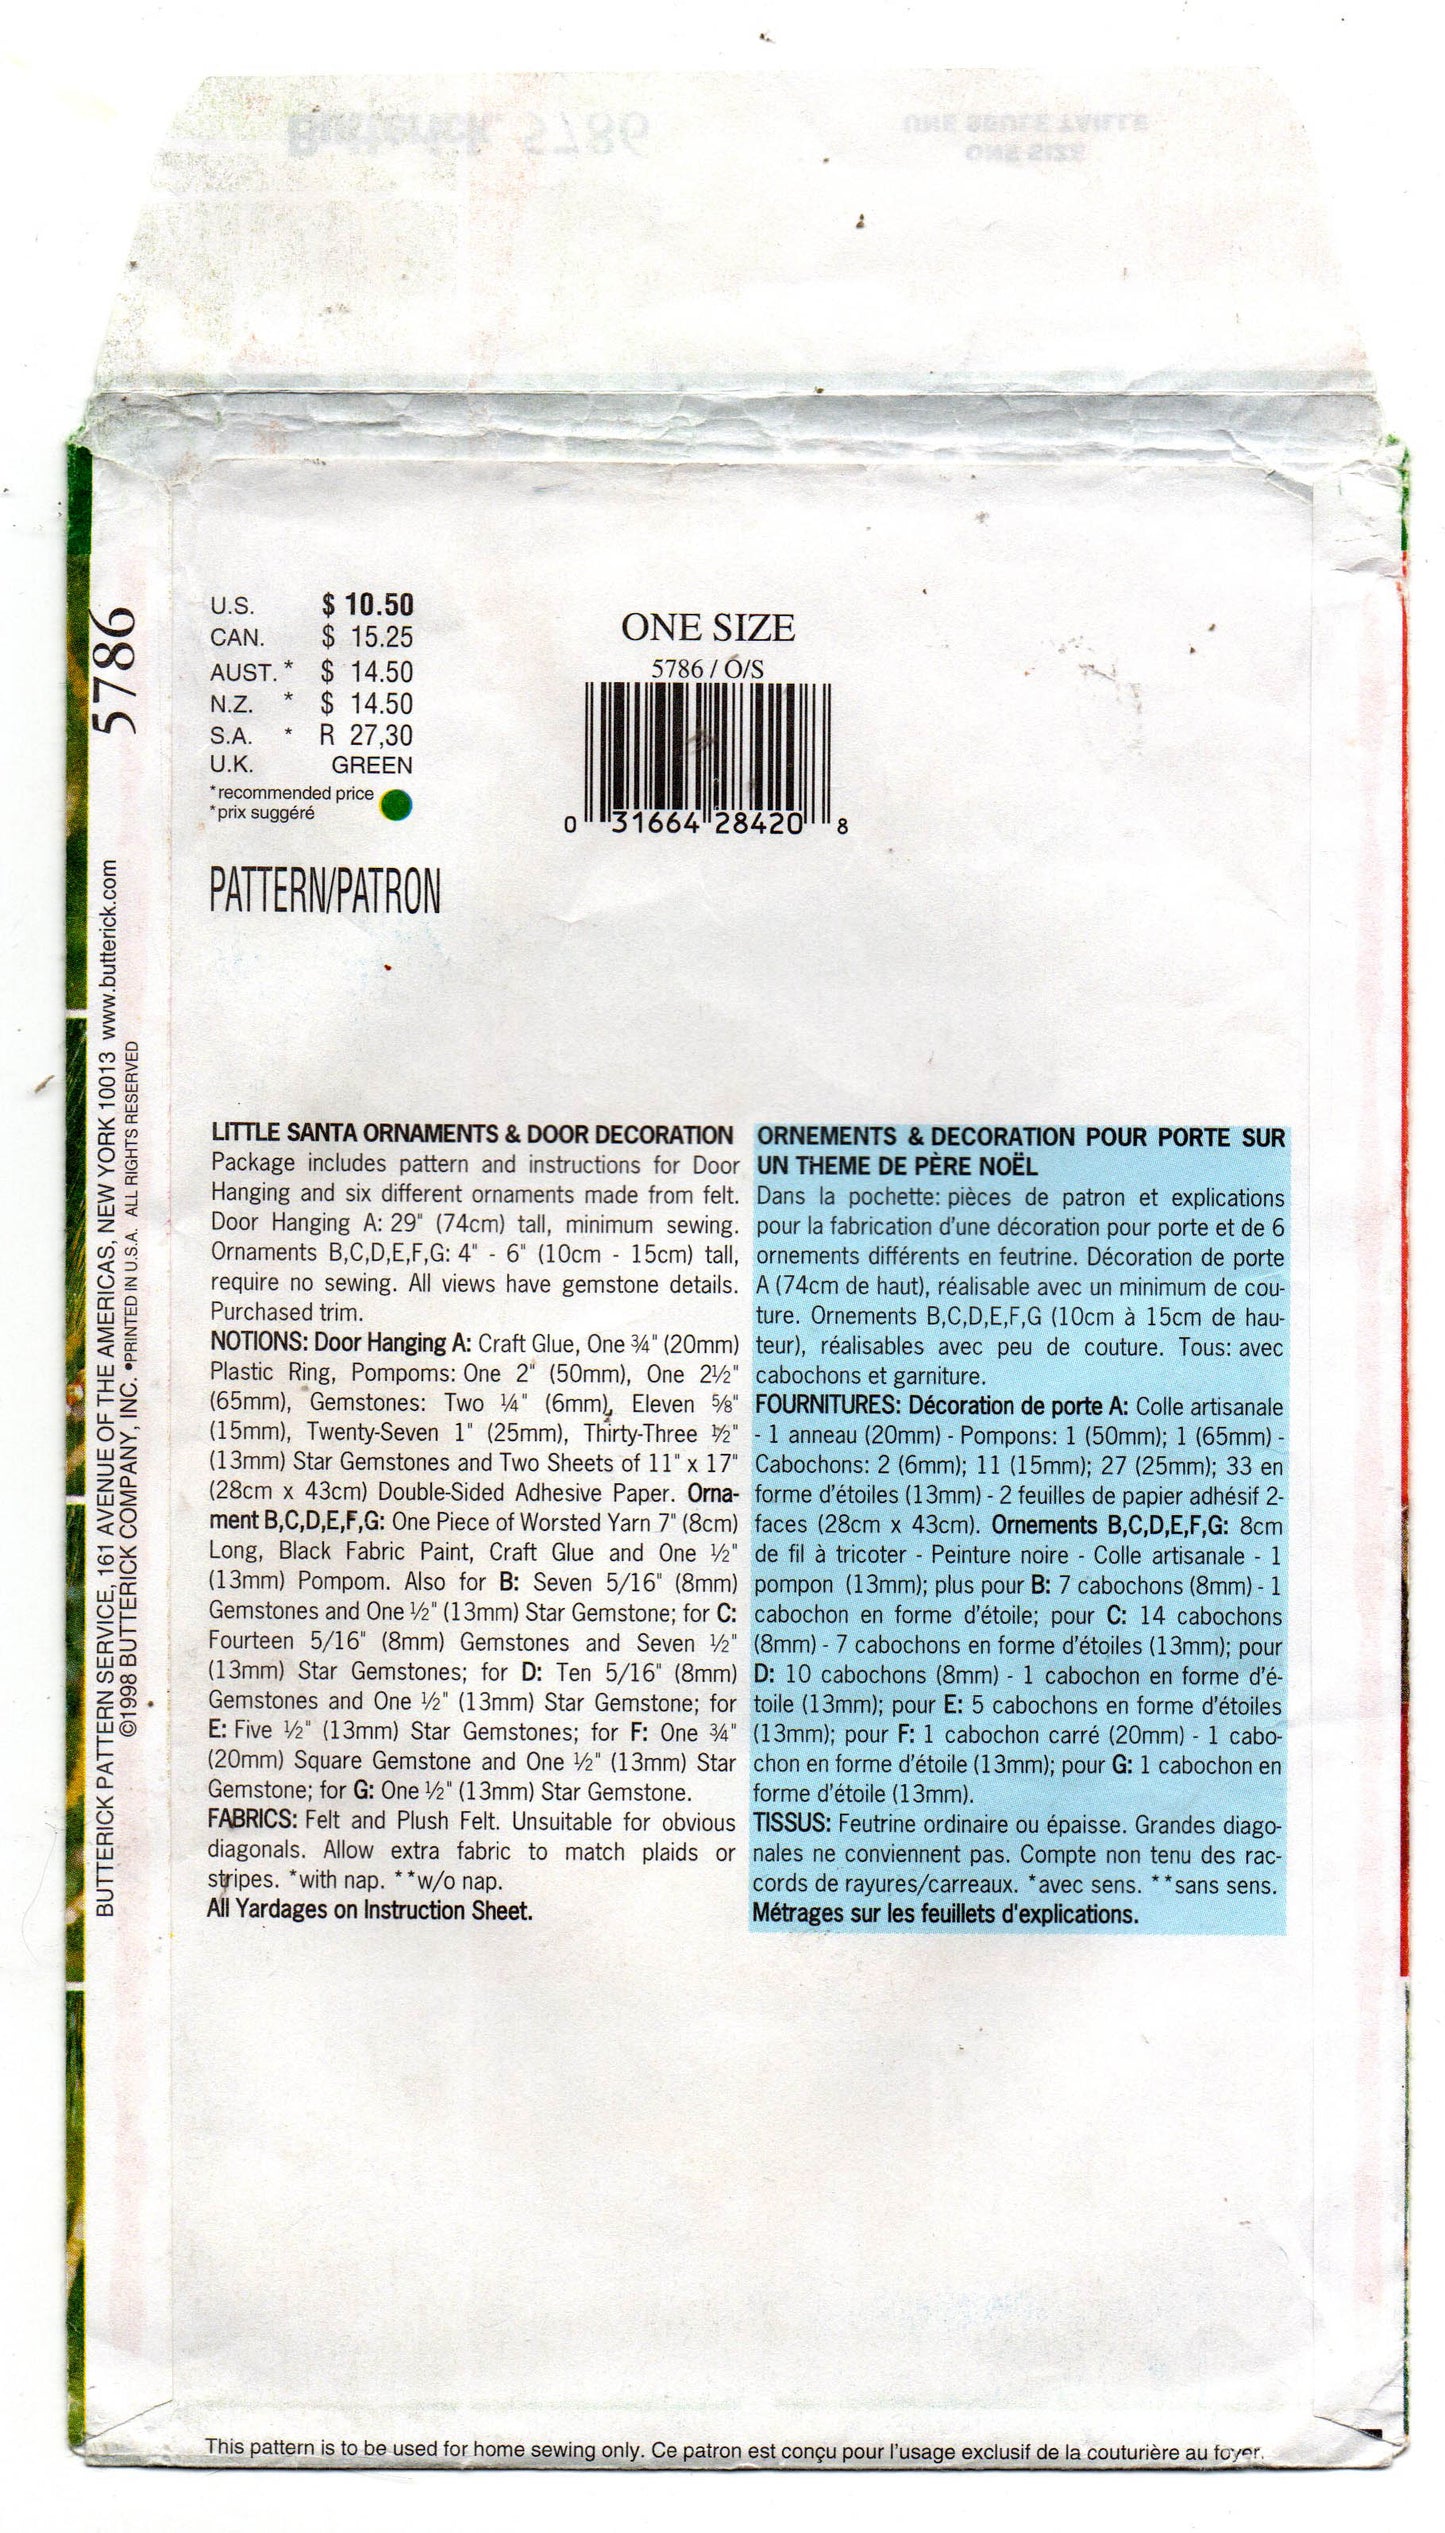 Butterick 5786
UNE SEULE TAILLE
ONE SIZE
5786
BUTTERICK PATTERN SERVICE, 161 AVENUE OF THE AMERICAS, NEW YORK 10013 www.butterick.com
©1998 BUTTERICK COMPANY, INC. •PRINTED IN U.S.A. ALL RIGHTS RESERVED
U.S. $ 10.50
CAN. $ 15.25
AUST. * $ 14.50
N.Z. * $ 14.50
S.A. * R 27,30
U.K. GREEN
*recommended price
*prix suggéré
ONE SIZE
5786 / O/S
0 31664 28420 8
PATTERN/PATRON
LITTLE SANTA ORNAMENTS & DOOR DECORATION
Package includes pattern and instructions for Door
Hanging and six different ornaments made from felt.
Door Hanging A: 29" (74cm) tall, minimum sewing.
Ornaments B,C,D,E,F,G: 4" - 6" (10cm - 15cm) tall,
require no sewing. All views have gemstone details.
Purchased trim.
NOTIONS: Door Hanging A: Craft Glue, One ¾" (20mm)
Plastic Ring, Pompoms: One 2" (50mm), One 2½"
(65mm), Gemstones: Two ¼" (6mm), Eleven ⅝"
(15mm), Twenty-Seven 1" (25mm), Thirty-Three ½"
(13mm) Star Gemstones and Two Sheets of 11" x 17"
(28cm x 43cm) Double-Sided Adhesive Paper. Orna-
ment B,C,D,E,F,G: One Piece of Worsted Yarn 7" (8cm)
Long, Black Fabric Paint, Craft Glue and One ½"
(13mm) Pompom. Also for B: Seven 5/16" (8mm)
Gemstones and One ½" (13mm) Star Gemstone; for C:
Fourteen 5/16" (8mm) Gemstones and Seven ½"
(13mm) Star Gemstones; for D: Ten 5/16" (8mm)
Gemstones and One ½" (13mm) Star Gemstone; for
E: Five ½" (13mm) Star Gemstones; for F: One ¾"
(20mm) Square Gemstone and One ½" (13mm) Star
Gemstone; for G: One ½" (13mm) Star Gemstone.
FABRICS: Felt and Plush Felt. Unsuitable for obvious
diagonals. Allow extra fabric to match plaids or
stripes. *with nap. **w/o nap.
All Yardages on Instruction Sheet.
ORNEMENTS & DECORATION POUR PORTE SUR
UN THEME DE PÈRE NOËL
Dans la pochette: pièces de patron et explications
pour la fabrication d'une décoration pour porte et de 6
ornements différents en feutrine. Décoration de porte
A (74cm de haut), réalisable avec un minimum de cou-
ture. Ornements B,C,D,E,F,G (10cm à 15cm de hau-
teur), réalisables avec peu de couture. Tous: avec
cabochons et garniture.
FOURNITURES: Décoration de porte A: Colle artisanale
- 1 anneau (20mm) - Pompons: 1 (50mm); 1 (65mm) -
Cabochons: 2 (6mm); 11 (15mm); 27 (25mm); 33 en
forme d'étoiles (13mm) - 2 feuilles de papier adhésif 2-
faces (28cm x 43cm). Ornements B,C,D,E,F,G: 8cm
de fil à tricoter - Peinture noire - Colle artisanale - 1
pompon (13mm); plus pour B: 7 cabochons (8mm) - 1
cabochon en forme d'étoile; pour C: 14 cabochons
(8mm) - 7 cabochons en forme d'étoiles (13mm); pour
D: 10 cabochons (8mm) - 1 cabochon en forme d'é-
toile (13mm); pour E: 5 cabochons en forme d'étoiles
(13mm); pour F: 1 cabochon carré (20mm) - 1 cabo-
chon en forme d'étoile (13mm); pour G: 1 cabochon en
forme d'étoile (13mm).
TISSUS: Feutrine ordinaire ou épaisse. Grandes diago-
nales ne conviennent pas. Compte non tenu des rac-
cords de rayures/carreaux. *avec sens. **sans sens.
Métrages sur les feuillets d'explications.
This pattern is to be used for home sewing only. Ce patron est conçu pour l'usage exclusif de la couturière au foyer.